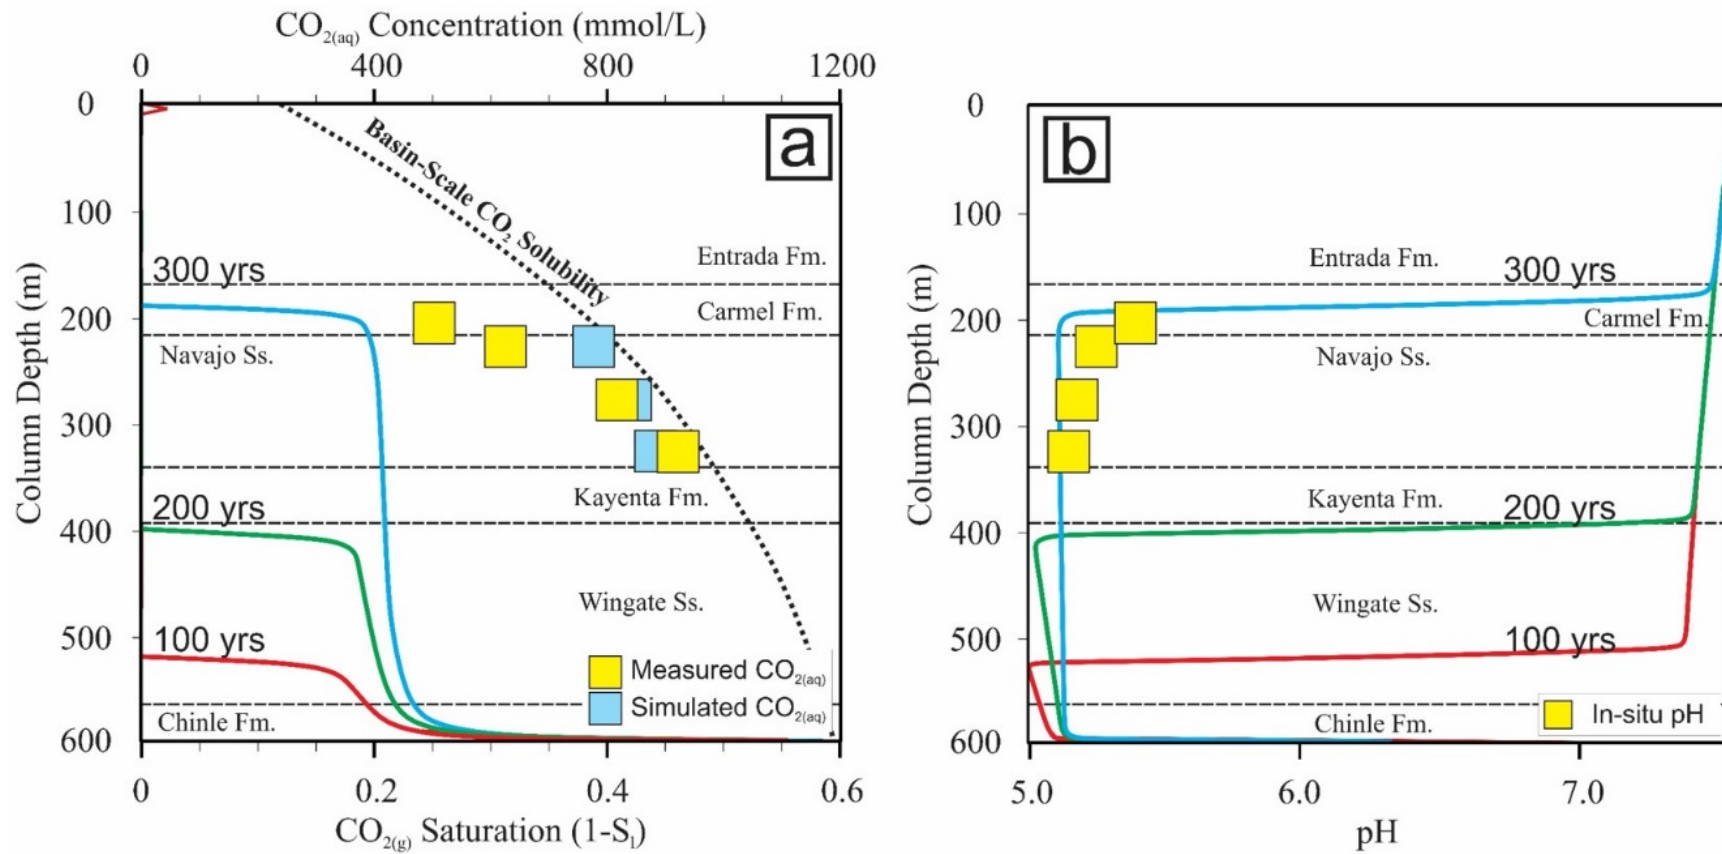 CO2(aq) Concentration (mmol/L)
0 400 800 1200
0
100
200
300
400
500
600
Column Depth (m)
a
Basin-Scale CO2 Solubility
Entrada Fm.
300 yrs
Carmel Fm.
Navajo Ss.
Kayenta Fm.
200 yrs
Wingate Ss.
100 yrs
Measured CO2(aq)
Simulated CO2(aq)
Chinle Fm.
0 0.2 0.4 0.6
CO2(g) Saturation (1-Sl)
0
100
200
300
400
500
600
Column Depth (m)
b
Entrada Fm.
300 yrs
Carmel Fm.
Navajo Ss.
Kayenta Fm.
200 yrs
Wingate Ss.
100 yrs
In-situ pH
Chinle Fm.
5.0 6.0 7.0
pH